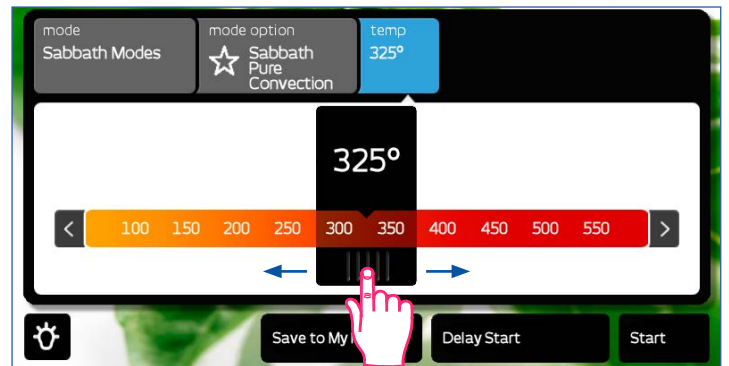 mode
Sabbath Modes
mode option
Sabbath
Pure
Convection
temp
325°
325°
< 100 150 200 250 300 350 400 450 500 550 >
Save to My
Delay Start
Start